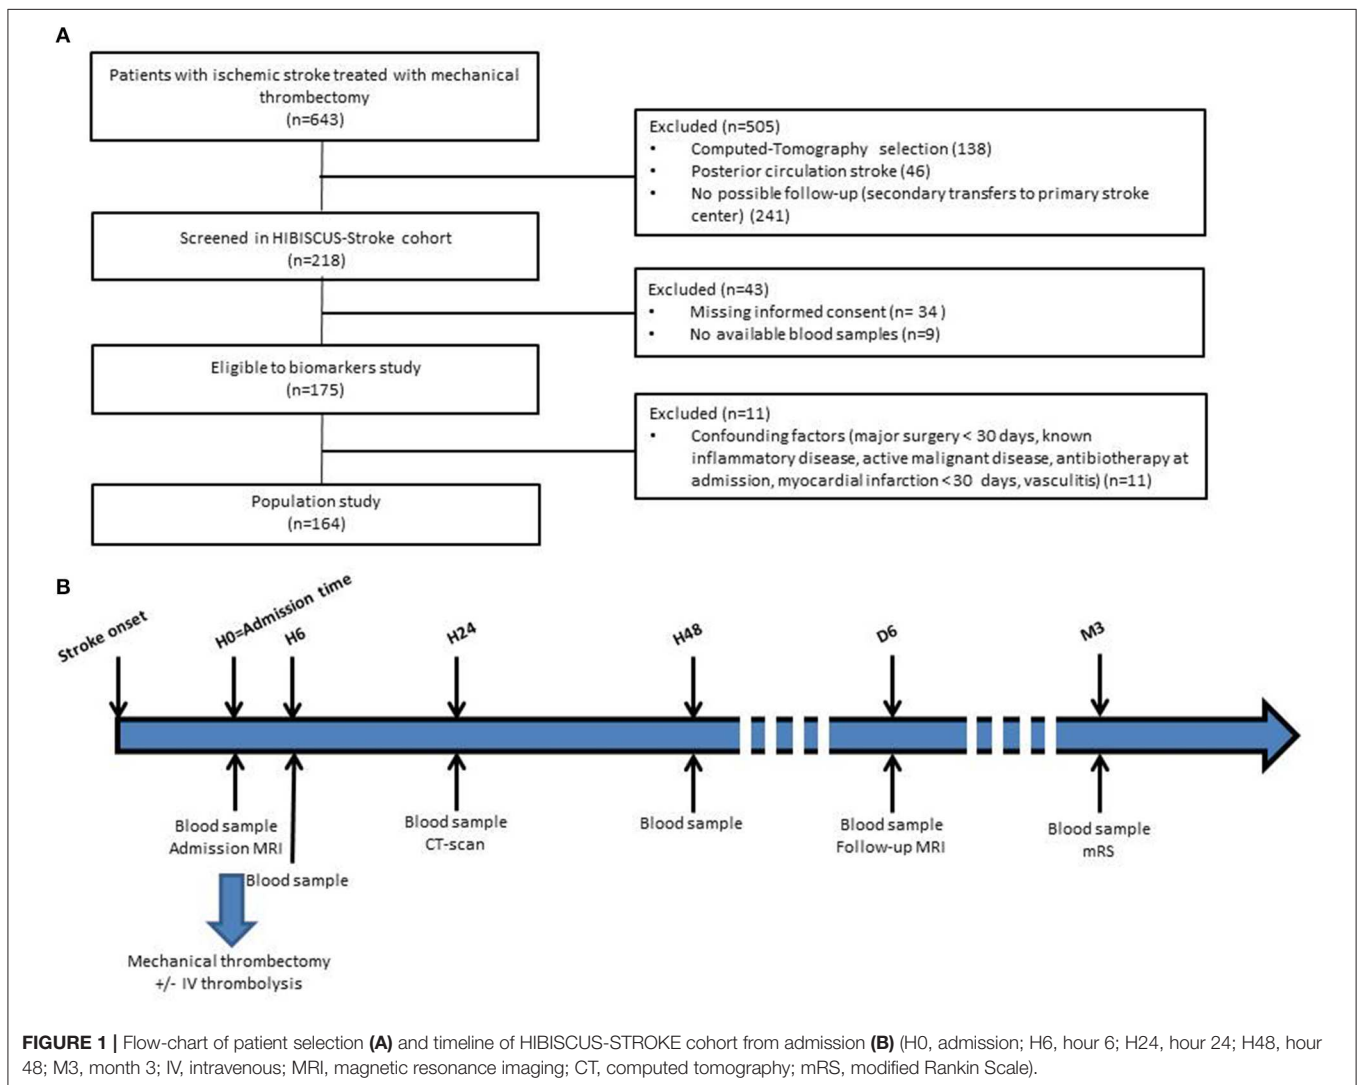 A
Patients with ischemic stroke treated with mechanical
thrombectomy
(n=643)
Excluded (n=505)
• Computed-Tomography selection (138)
• Posterior circulation stroke (46)
• No possible follow-up (secondary transfers to primary stroke
center) (241)
Screened in HIBISCUS-Stroke cohort
(n=218)
Excluded (n=43)
• Missing informed consent (n= 34 )
• No available blood samples (n=9)
Eligible to biomarkers study
(n=175)
Excluded (n=11)
• Confounding factors (major surgery < 30 days, known
inflammatory disease, active malignant disease, antibiotherapy at
admission, myocardial infarction <30 days, vasculitis) (n=11)
Population study
(n=164)
B
Stroke onset
H0=Admission time
H6
H24
H48
D6
M3
Blood sample
Admission MRI
Blood sample
Blood sample
CT-scan
Blood sample
Blood sample
Follow-up MRI
Blood sample
mRS
Mechanical thrombectomy
+/- IV thrombolysis
FIGURE 1 | Flow-chart of patient selection (A) and timeline of HIBISCUS-STROKE cohort from admission (B) (H0, admission; H6, hour 6; H24, hour 24; H48, hour
48; M3, month 3; IV, intravenous; MRI, magnetic resonance imaging; CT, computed tomography; mRS, modified Rankin Scale).